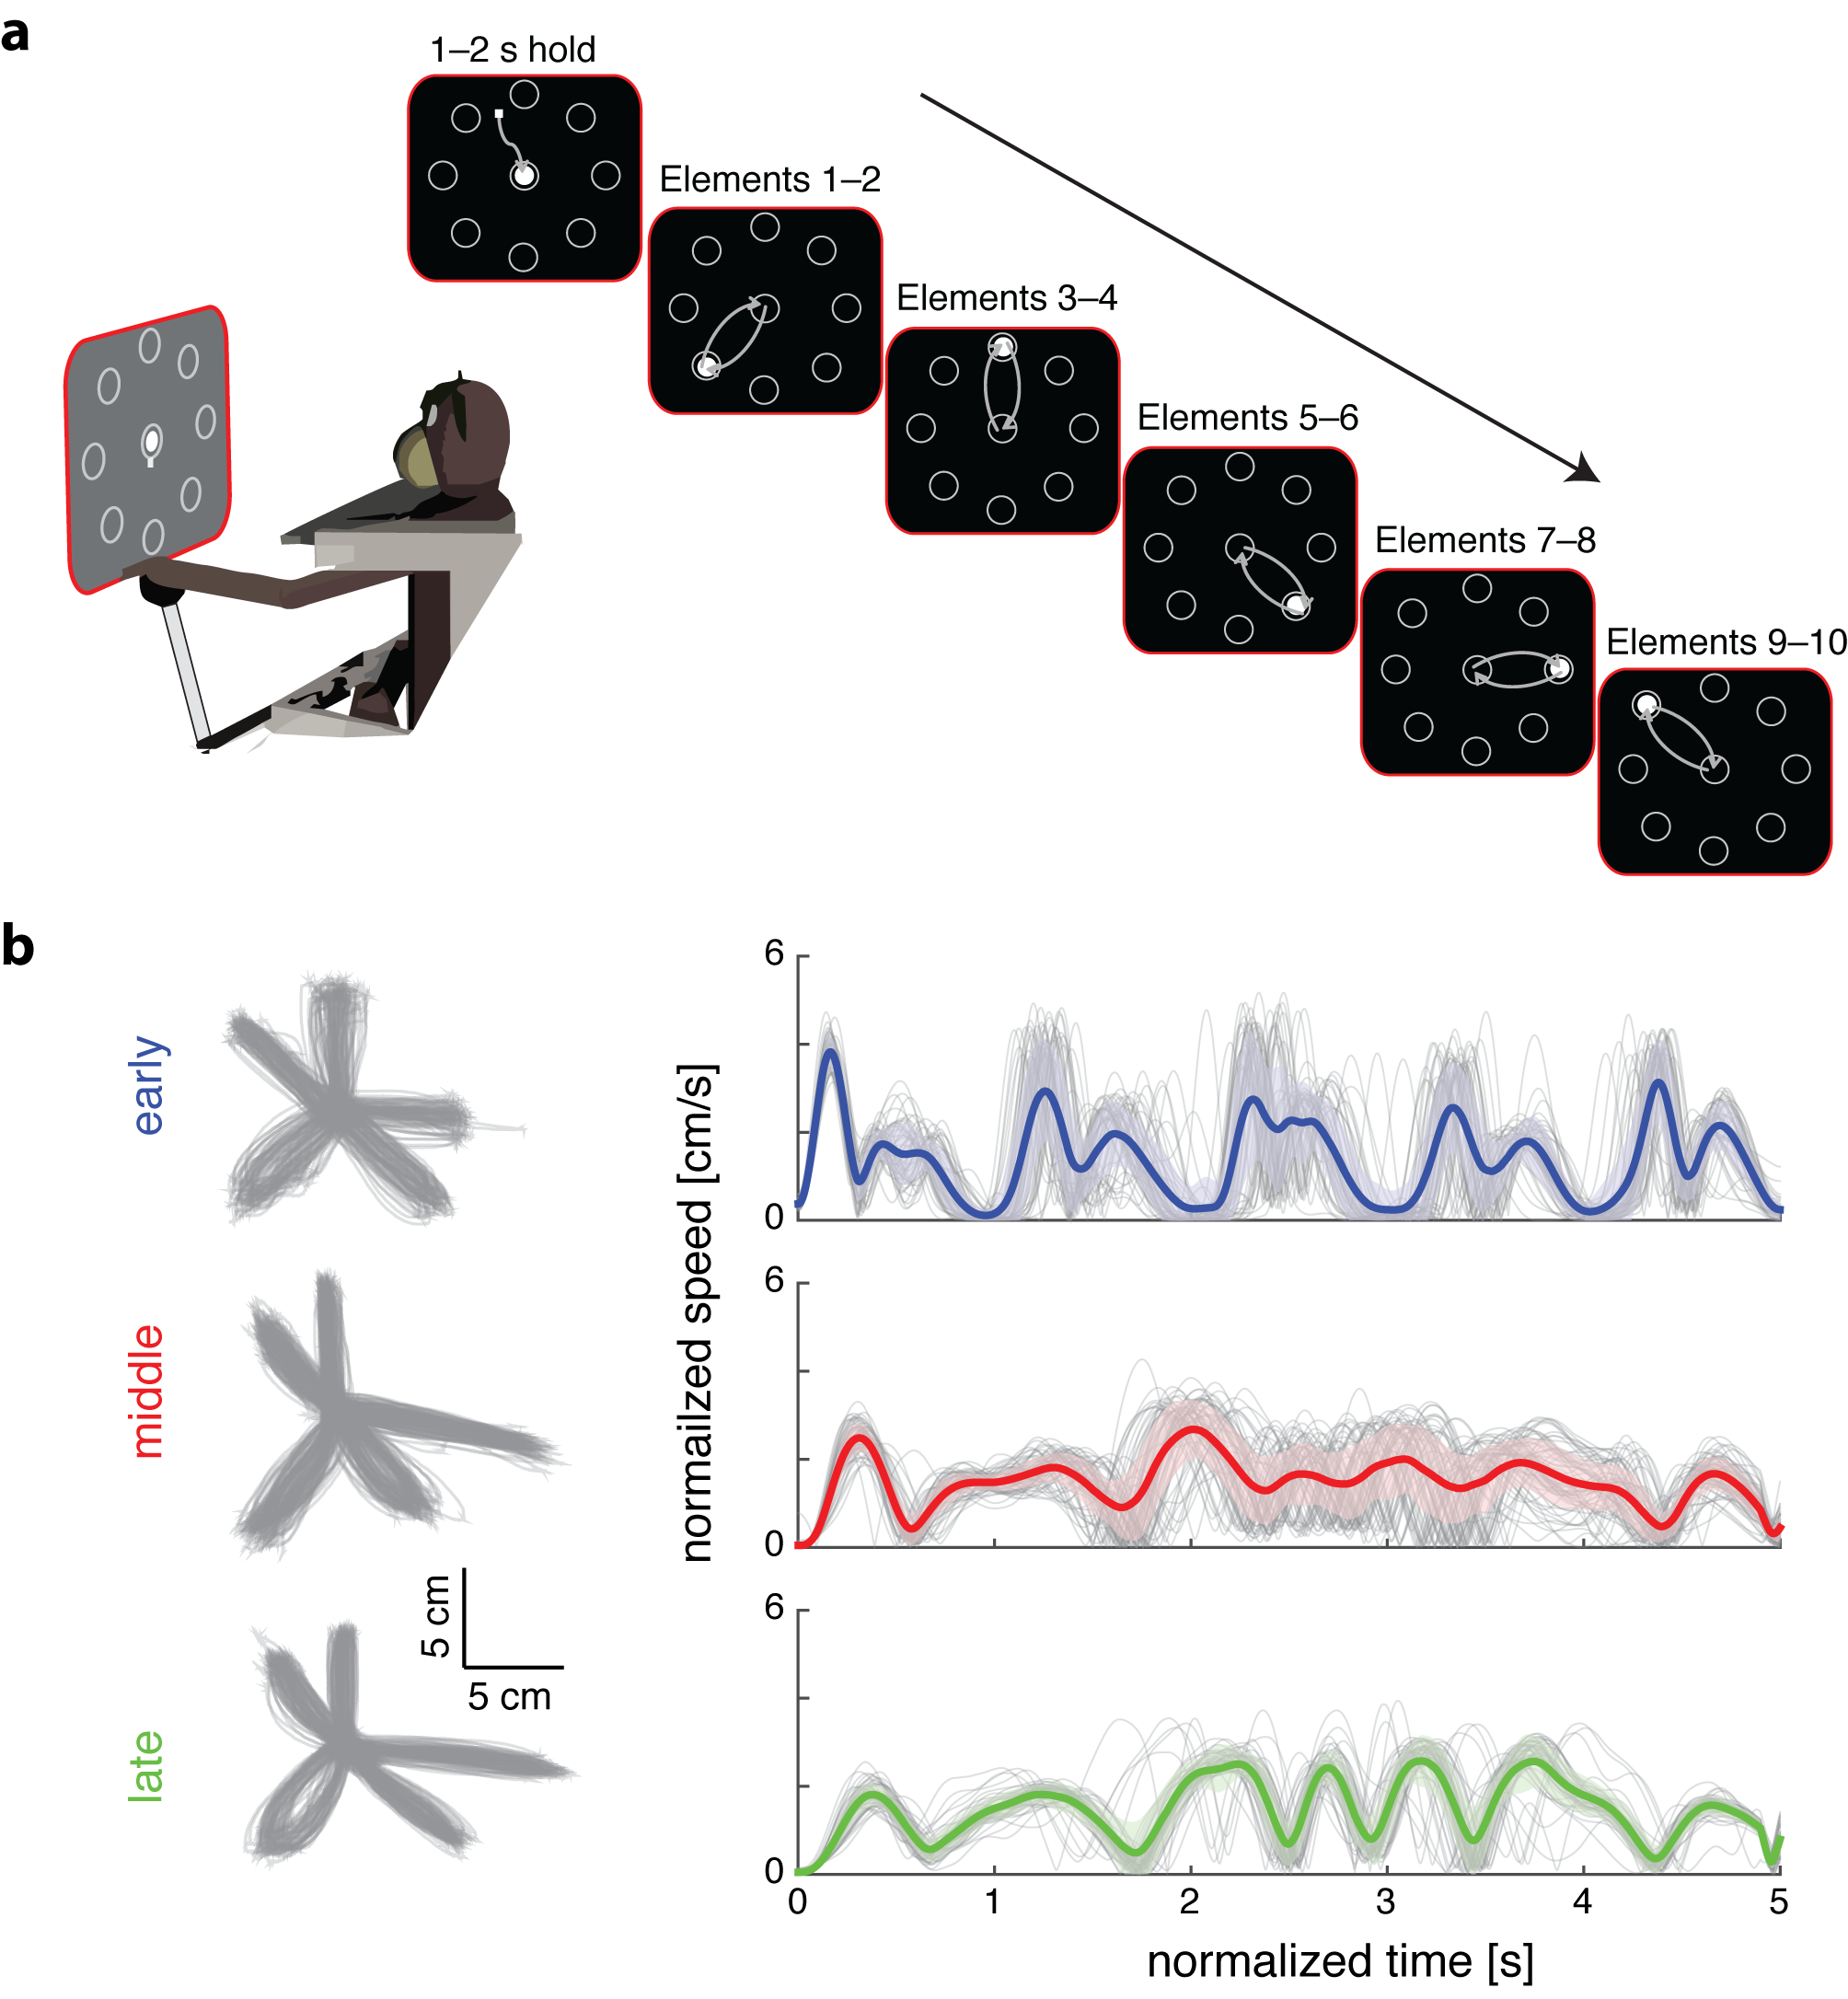 a
1–2 s hold
Elements 1–2
Elements 3–4
Elements 5–6
Elements 7–8
Elements 9–10
b
early
middle
late
5 cm
5 cm
normailzed speed [cm/s]
6
0
6
0
6
0
0 1 2 3 4 5
normalized time [s]